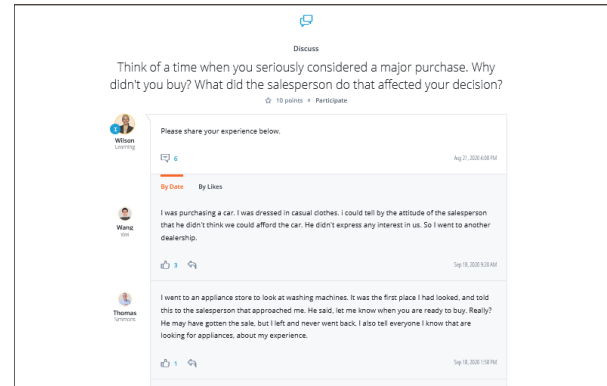 Discuss
Think of a time when you seriously considered a major purchase. Why
didn't you buy? What did the salesperson do that affected your decision?
10 points • Participate
Wilson
Learning
Please share your experience below.
6
Aug 21, 2020 4:08 PM
By Date By Likes
Wang
Wei
I was purchasing a car. I was dressed in casual clothes. i could tell by the attitude of the salesperson
that he didn't think we could afford the car. He didn't express any interest in us. So I went to another
dealership.
3
Sep 18, 2020 9:28 AM
Thomas
Simmons
I went to an appliance store to look at washing machines. It was the first place I had looked, and told
this to the salesperson that approached me. He said, let me know when you are ready to buy. Really?
He may have gotten the sale, but I left and never went back. I also tell everyone I know that are
looking for appliances, about my experience.
1
Sep 18, 2020 1:58 PM